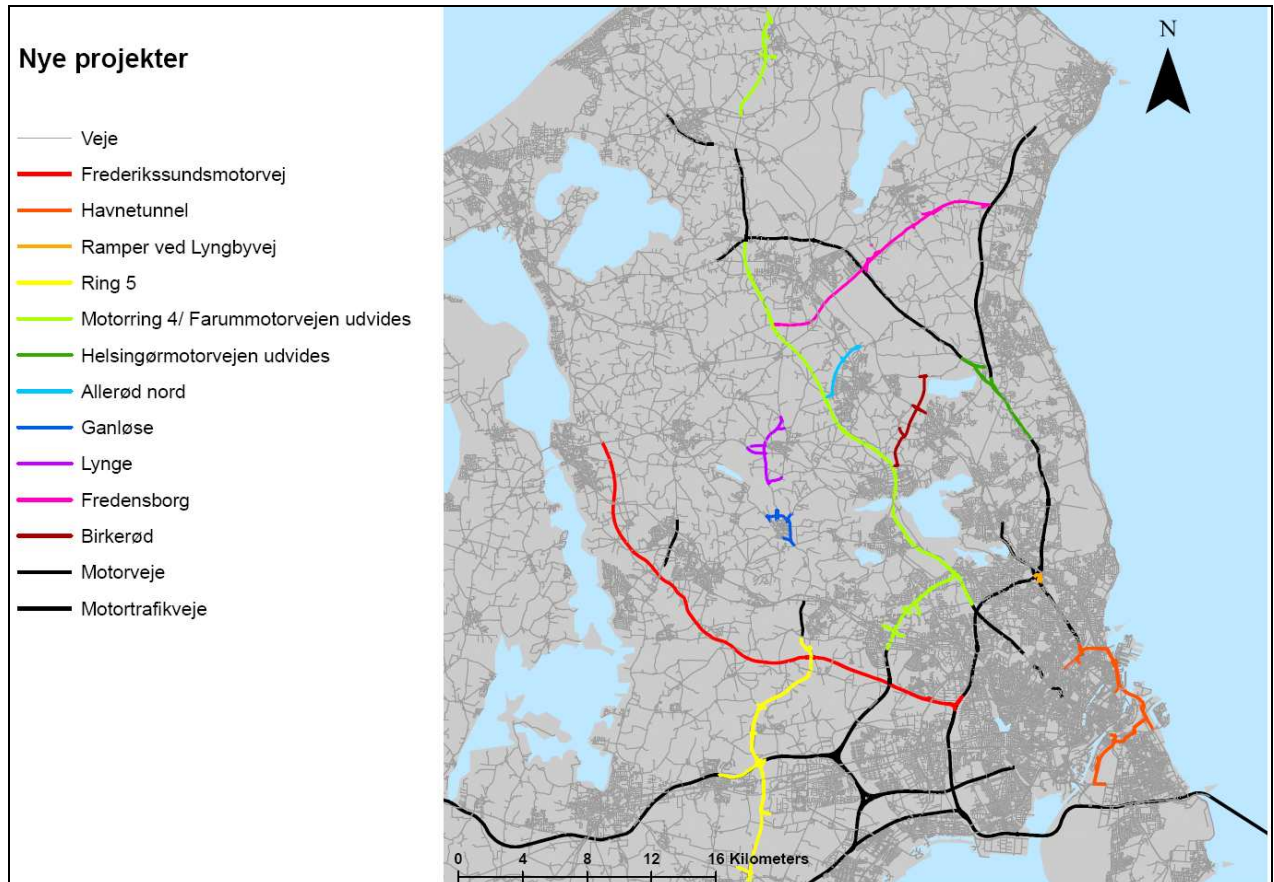 Nye projekter
N
Veje
Frederikssundsmotorvej
Havnetunnel
Ramper ved Lyngbyvej
Ring 5
Motorring 4/ Farummotorvejen udvides
Helsingørmotorvejen udvides
Allerød nord
Ganløse
Lynge
Fredensborg
Birkerød
Motorveje
Motortrafikveje
0 4 8 12 16 Kilometers